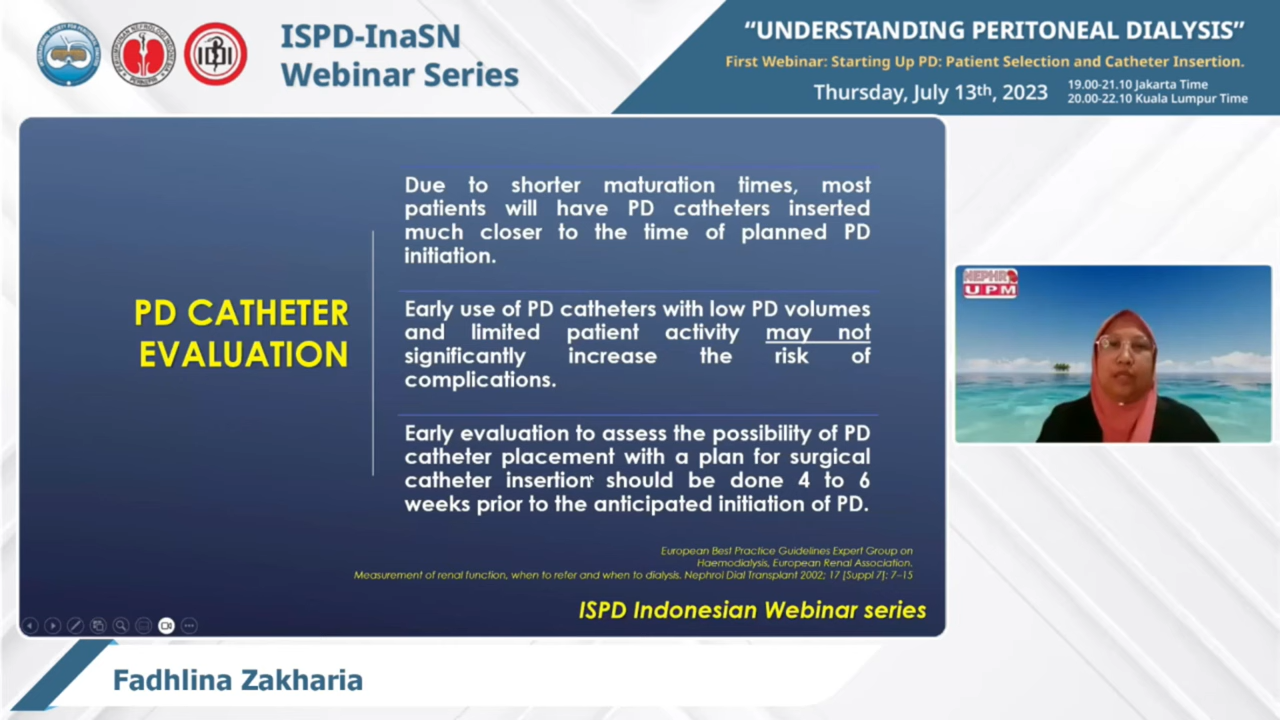 ISPD-InaSN
Webinar Series
“UNDERSTANDING PERITONEAL DIALYSIS”
First Webinar: Starting Up PD: Patient Selection and Catheter Insertion.
Thursday, July 13th, 2023
19.00-21.10 Jakarta Time
20.00-22.10 Kuala Lumpur Time
PD CATHETER
EVALUATION
Due to shorter maturation times, most
patients will have PD catheters inserted
much closer to the time of planned PD
initiation.
Early use of PD catheters with low PD volumes
and limited patient activity may not
significantly increase the risk of
complications.
Early evaluation to assess the possibility of PD
catheter placement with a plan for surgical
catheter insertion should be done 4 to 6
weeks prior to the anticipated initiation of PD.
European Best Practice Guidelines Expert Group on
Haemodialysis, European Renal Association.
Measurement of renal function, when to refer and when to dialysis. Nephrol Dial Transplant 2002; 17 [Suppl 7]: 7–15
ISPD Indonesian Webinar series
NEPHR
UPM
Fadhlina Zakharia